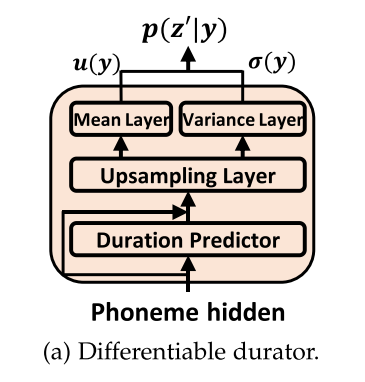 p(z'|y)
u(y) σ(y)
Mean Layer Variance Layer
Upsampling Layer
Duration Predictor
Phoneme hidden
(a) Differentiable durator.